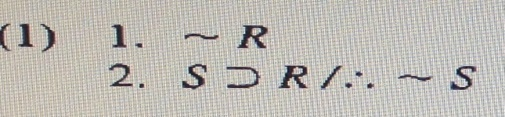 (1) 1. ~ R
2. S ⊃ R /∴ ~ S